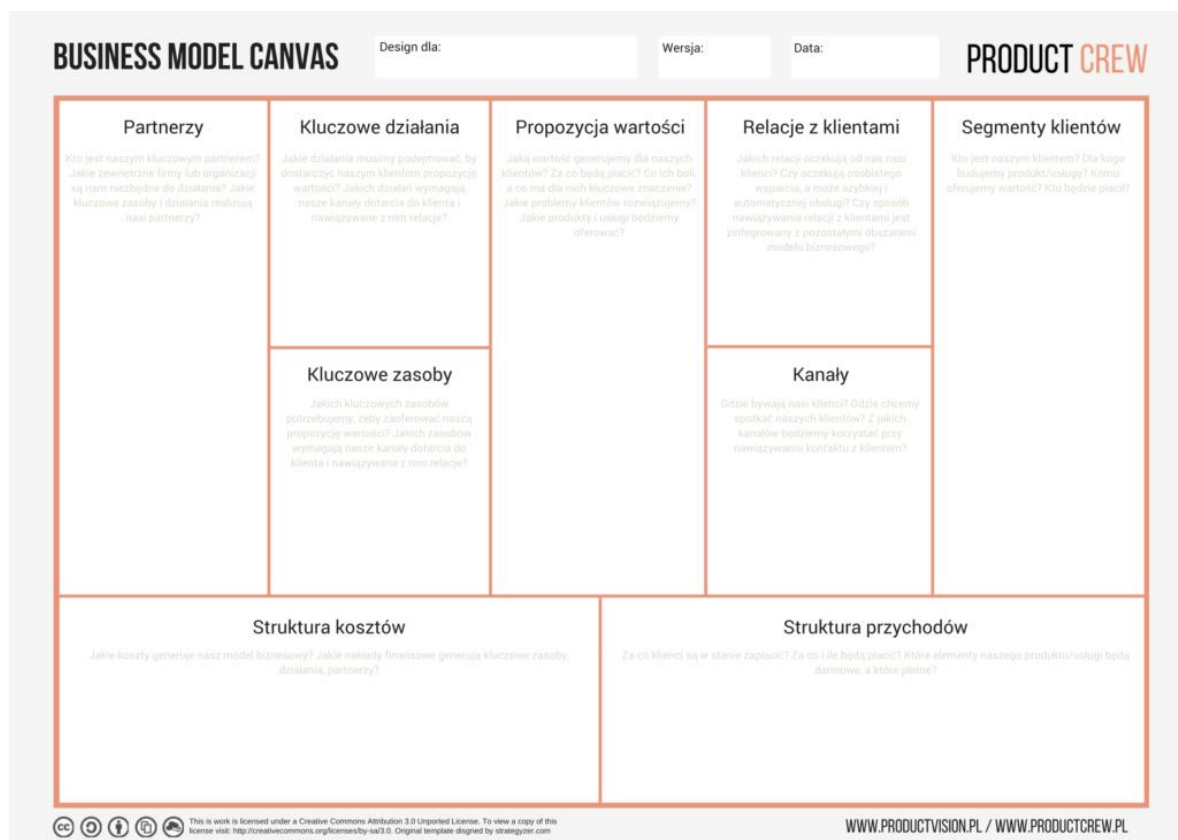 BUSINESS MODEL CANVAS
Design dla:
Wersja:
Data:
PRODUCT CREW
Partnerzy
Kto jest naszym kluczowym partnerem?
Jakie zewnętrzne firmy lub organizacji
są nam niezbędne do działania? Jakie
kluczowe zasoby i działania realizują
nasi partnerzy?
Kluczowe działania
Jakie działania musimy podejmować, by
dostarczyć naszym klientom propozycję
wartości? Jakich działań wymagają
nasze kanały dotarcia do klienta i
nawiązywane z nim relacje?
Kluczowe zasoby
Jakich kluczowych zasobów
potrzebujemy, żeby zaoferować naszą
propozycję wartości? Jakich zasobów
wymagają nasze kanały dotarcia do
klienta i nawiązywane z nim relacje?
Propozycja wartości
Jaką wartość generujemy dla naszych
klientów? Za co będą płacić? Co ich boli,
a co ma dla nich kluczowe znaczenie?
Jakie problemy klientów rozwiązujemy?
Jakie produkty i usługi będziemy
oferować?
Relacje z klientami
Jakich relacji oczekują od nas nasi
klienci? Czy oczekują osobistego
wsparcia, a może szybkiej i
automatycznej obsługi? Czy sposób
nawiązywania relacji z klientami jest
zintegrowany z pozostałymi obszarami
modelu biznesowego?
Kanały
Gdzie bywają nasi klienci? Gdzie chcemy
spotkać naszych klientów? Z jakich
kanałów będziemy korzystać przy
nawiązywaniu kontaktu z klientem?
Segmenty klientów
Kto jest naszym klientem? Dla kogo
budujemy produkt/usługę? Komu
oferujemy wartość? Kto będzie płacił?
Struktura kosztów
Jakie koszty generuje nasz model biznesowy? Jakie nakłady finansowe generują kluczowe zasoby,
działania, partnerzy?
Struktura przychodów
Za co klienci są w stanie zapłacić? Za co i ile będą płacić? Które elementy naszego produktu/usługi będą
darmowe, a które płatne?
cc
This is work is licensed under a Creative Commons Attribution 3.0 Unported License. To view a copy of this
license visit: http://creativecommons.org/licenses/by-sa/3.0. Original template disgned by strategyzer.com
WWW.PRODUCTVISION.PL / WWW.PRODUCTCREW.PL